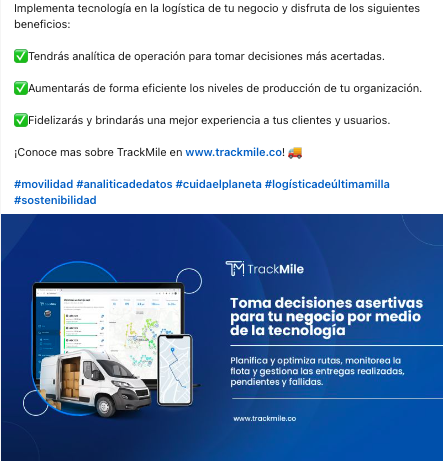 Implementa tecnología en la logística de tu negocio y disfruta de los siguientes
beneficios:
✅Tendrás analítica de operación para tomar decisiones más acertadas.
✅Aumentarás de forma eficiente los niveles de producción de tu organización.
✅Fidelizarás y brindarás una mejor experiencia a tus clientes y usuarios.
¡Conoce mas sobre TrackMile en www.trackmile.co! 🚚
#movilidad #analiticadedatos #cuidaelplaneta #logísticadeúltimamilla
#sostenibilidad
TrackMile
Toma decisiones asertivas
para tu negocio por medio
de la tecnología
Planifica y optimiza rutas, monitorea la
flota y gestiona las entregas realizadas,
pendientes y fallidas.
www.trackmile.co